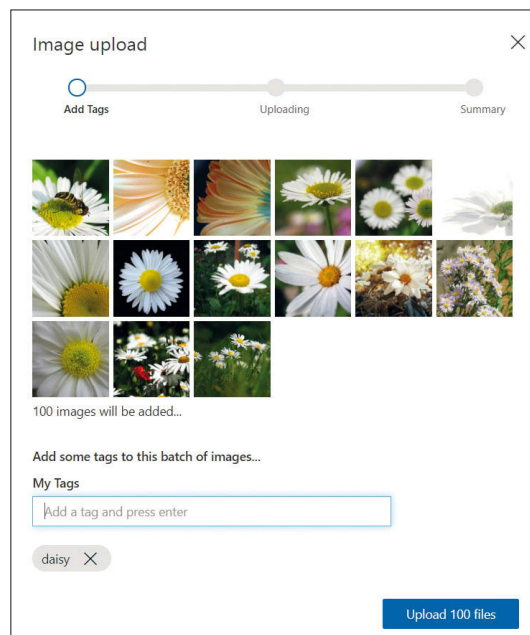 Image upload
Add Tags Uploading Summary
100 images will be added...
Add some tags to this batch of images...
My Tags
Add a tag and press enter
daisy
Upload 100 files